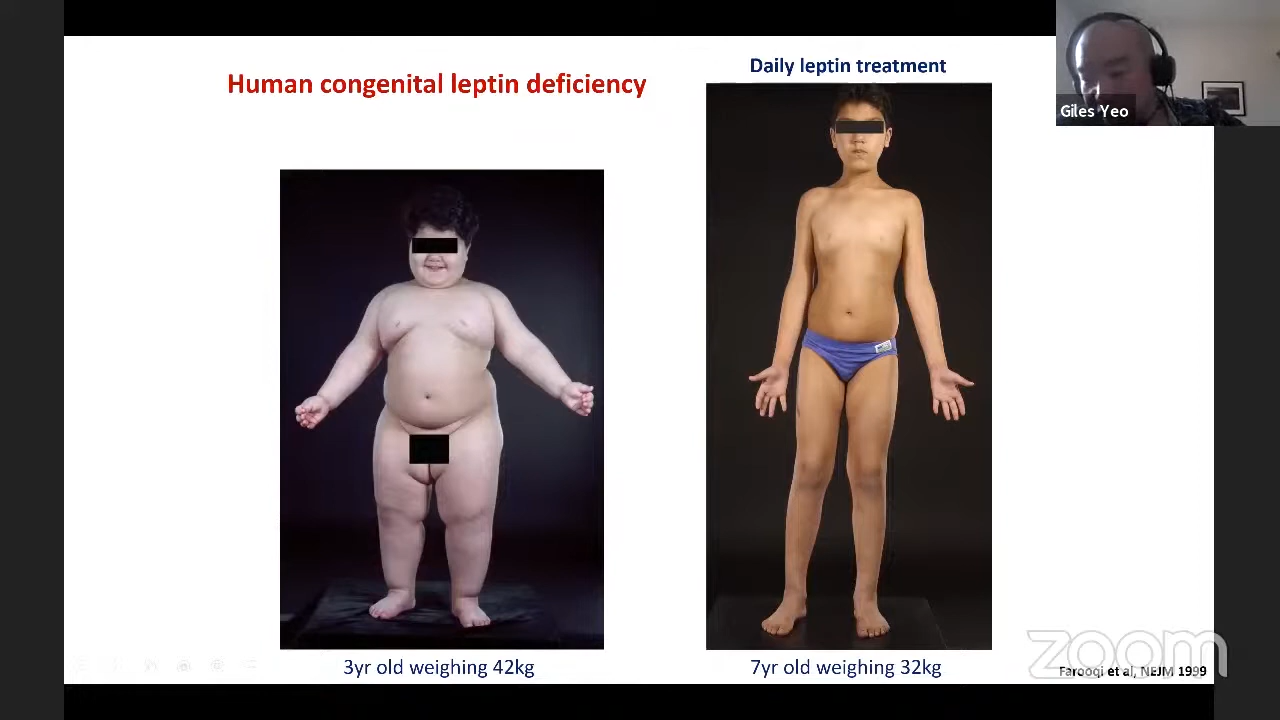 Human congenital leptin deficiency
Daily leptin treatment
Giles Yeo
3yr old weighing 42kg
7yr old weighing 32kg
zoom
Farooqi et al, NEJM 1999